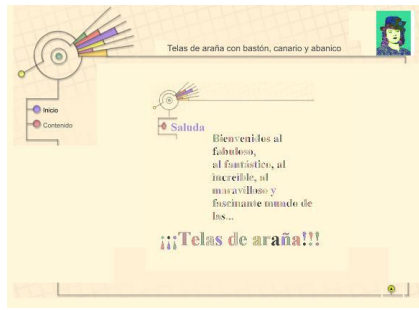 Telas de araña con bastón, canario y abanico
Inicio
Contenido
Saluda
Bienvenidos al
fabuloso,
al fantástico, al
increíble, al
maravilloso y
fascinante mundo de
las...
¡¡¡Telas de araña!!!